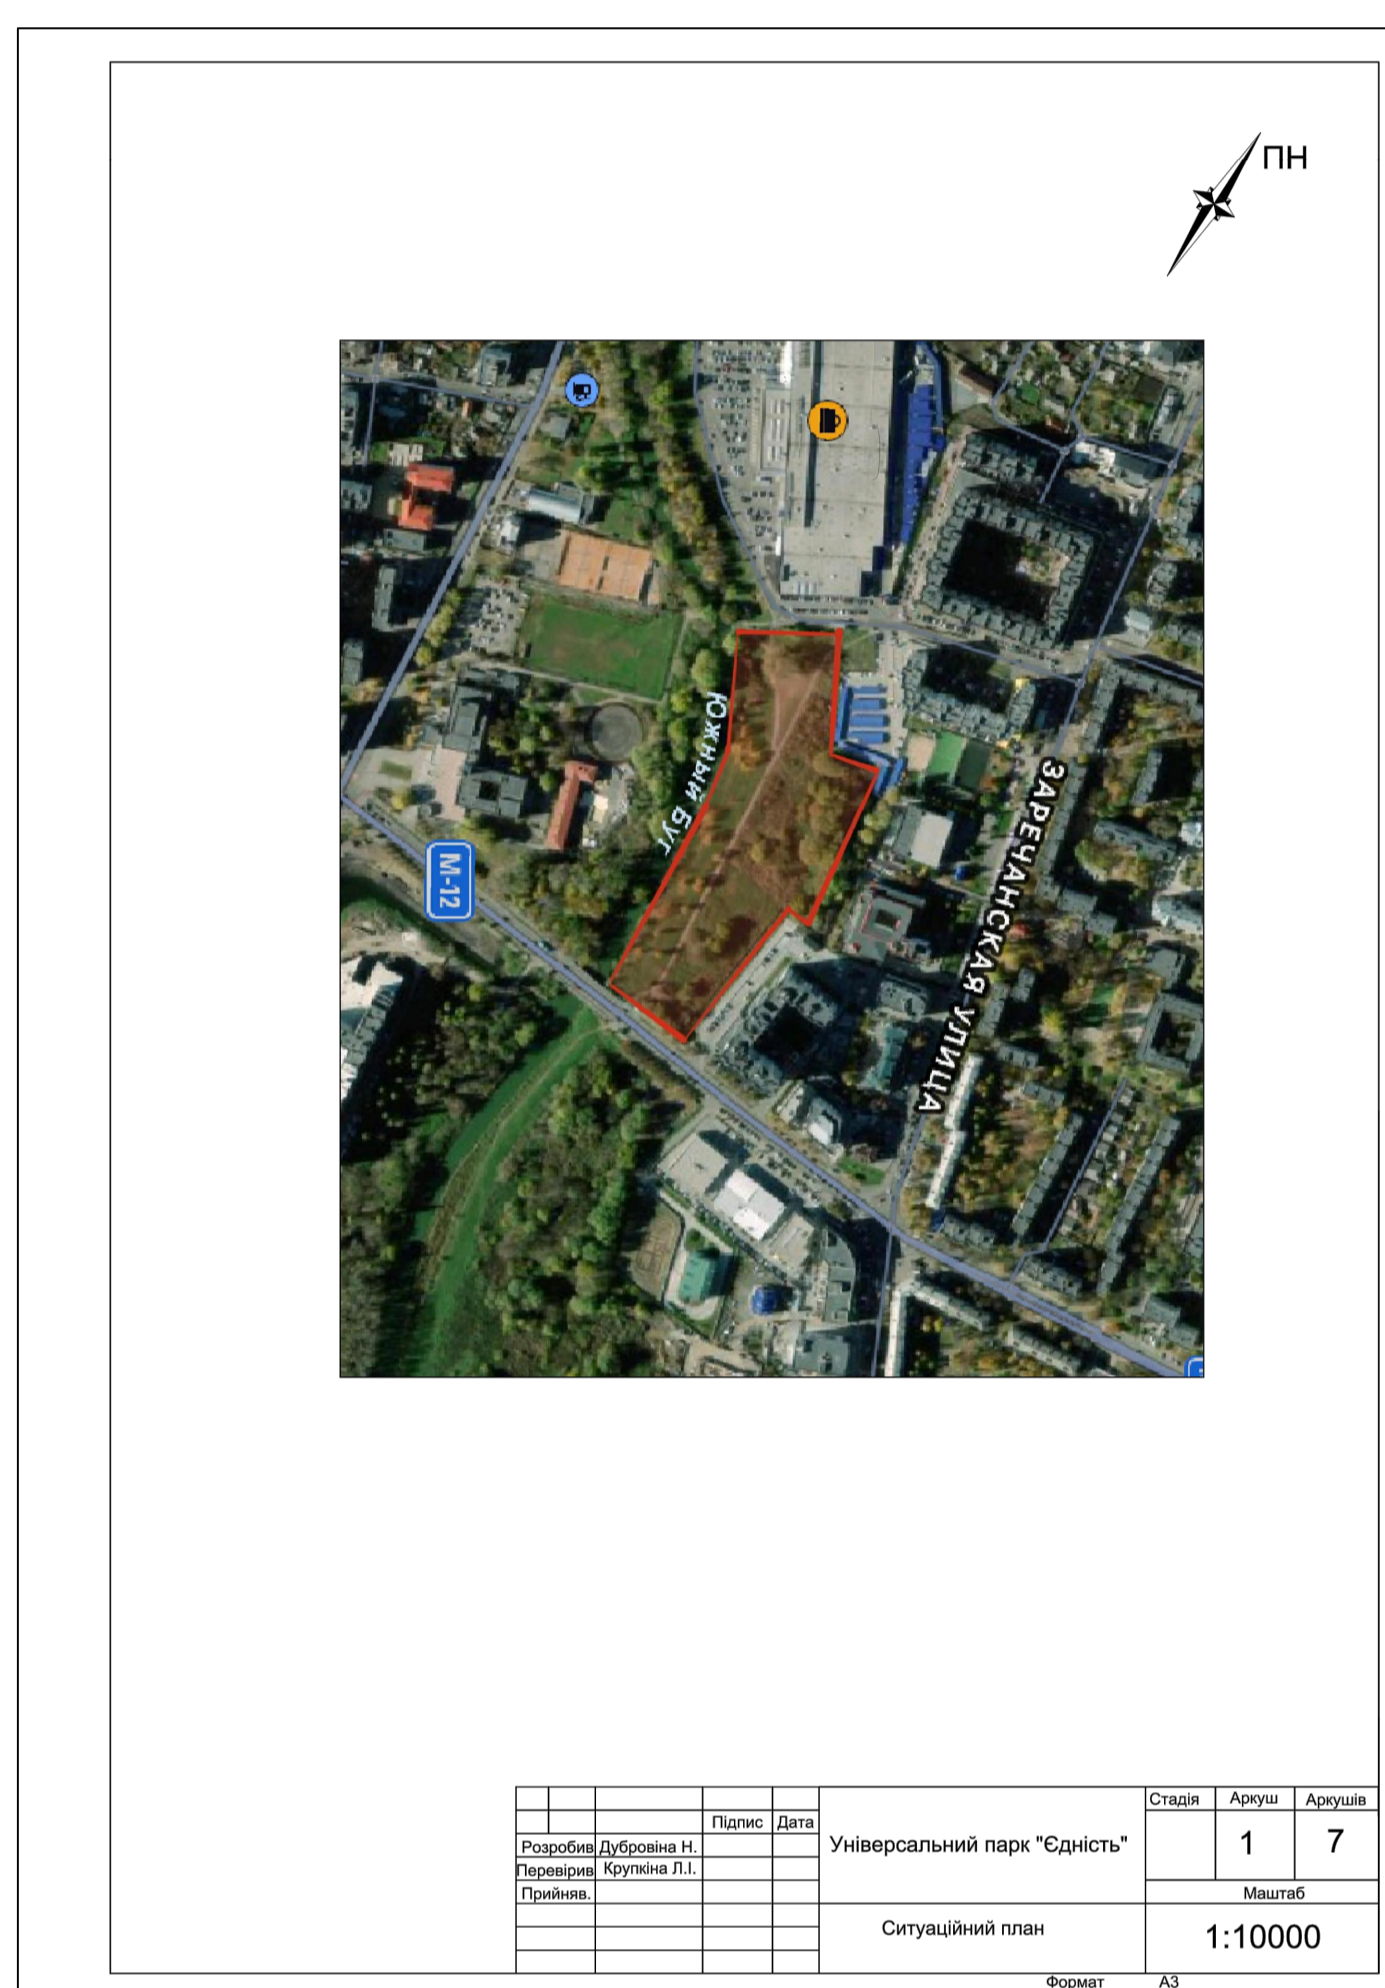 ПН
Южный Буг
М-12
ЗАРЕЧАНСКАЯ УЛИЦА
Підпис Дата
Розробив Дубровіна Н.
Перевірив Крупкіна Л.І.
Прийняв.
Універсальний парк "Єдність"
Ситуаційний план
Стадія Аркуш Аркушів
1 7
Маштаб
1:10000
Формат А3